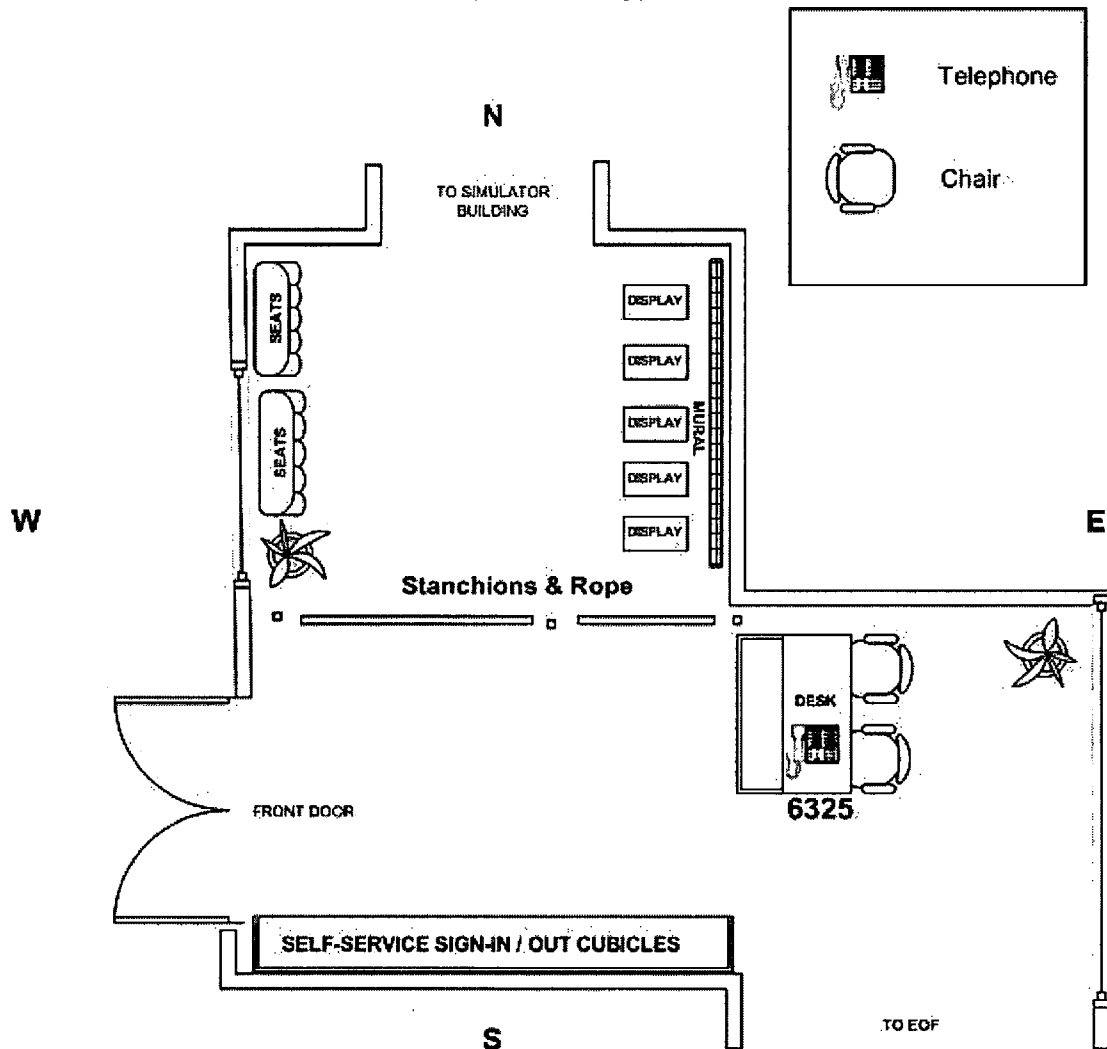 Telephone
N
TO SIMULATOR
BUILDING
Chair
SEATS
DISPLAY
DISPLAY
SEATS
DISPLAY
MURAL
DISPLAY
W
E
DISPLAY
Stanchions & Rope
DESK
6325
FRONT DOOR
SELF-SERVICE SIGN-IN / OUT CUBICLES
TO EOF
S